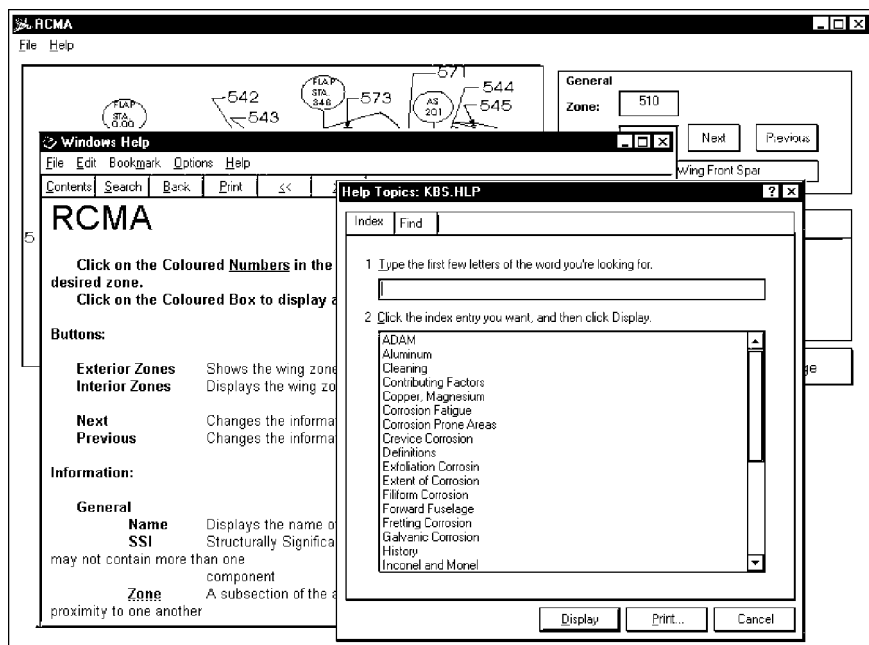 RCMA
File Help
571
542
543
FLAP
STA.
0.00
FLAP
STA.
346
573
AS
201
544
545
General
Zone: 510
Next Previous
Wing Front Spar
5
ge
Windows Help
File Edit Bookmark Options Help
Contents Search Back Print <<
RCMA
Click on the Coloured Numbers in the
desired zone.
Click on the Coloured Box to display a
Buttons:
Exterior Zones Shows the wing zone
Interior Zones Displays the wing zo
Next Changes the informa
Previous Changes the informa
Information:
General
Name Displays the name o
SSI Structurally Significa
may not contain more than one
component
Zone A subsection of the a
proximity to one another
Help Topics: KBS.HLP
Index Find
1 Type the first few letters of the word you're looking for.
2 Click the index entry you want, and then click Display.
ADAM
Aluminum
Cleaning
Contributing Factors
Copper, Magnesium
Corrosion Fatigue
Corrosion Prone Areas
Crevice Corrosion
Definitions
Exfoliation Corrosin
Extent of Corrosion
Filiform Corrosion
Forward Fuselage
Fretting Corrosion
Galvanic Corrosion
History
Inconel and Monel
Display Print... Cancel